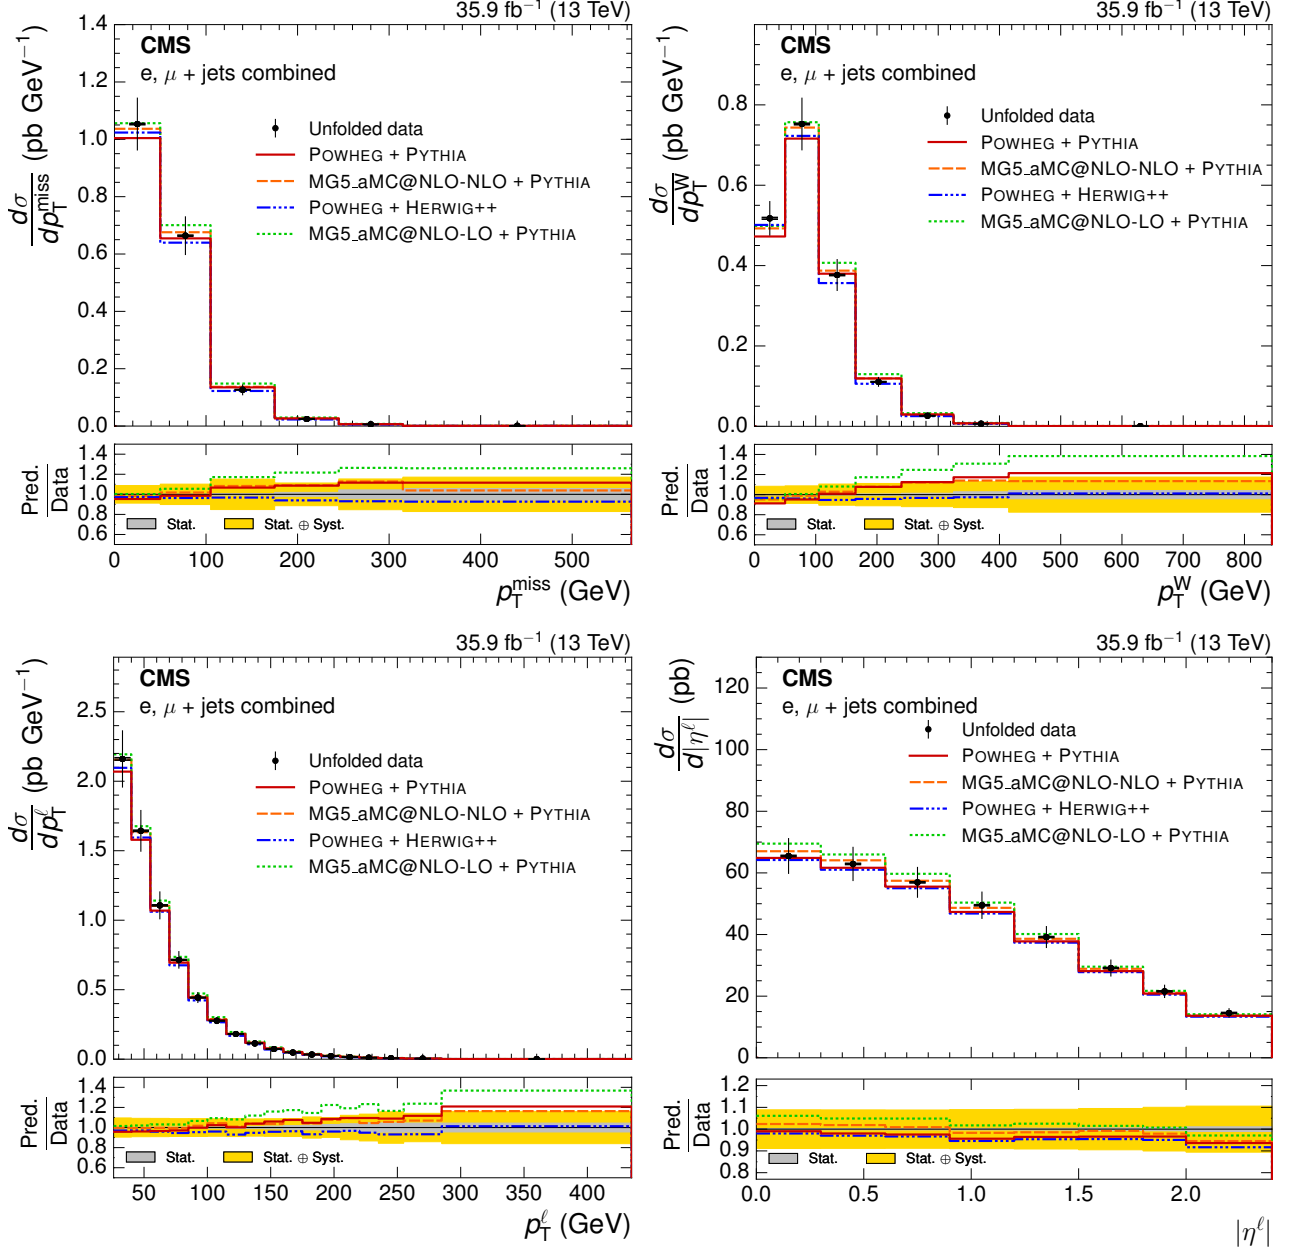 35.9 fb⁻¹ (13 TeV)
CMS
e, μ + jets combined
Unfolded data
POWHEG + PYTHIA
MG5_aMC@NLO-NLO + PYTHIA
POWHEG + HERWIG++
MG5_aMC@NLO-LO + PYTHIA
dσ/dp_T^miss (pb GeV⁻¹)
1.4
1.2
1.0
0.8
0.6
0.4
0.2
0.0
Pred./Data
1.4
1.2
1.0
0.8
0.6
Stat.
Stat. ⊕ Syst.
0 100 200 300 400 500
p_T^miss (GeV)
35.9 fb⁻¹ (13 TeV)
CMS
e, μ + jets combined
Unfolded data
POWHEG + PYTHIA
MG5_aMC@NLO-NLO + PYTHIA
POWHEG + HERWIG++
MG5_aMC@NLO-LO + PYTHIA
dσ/dp_T^W (pb GeV⁻¹)
0.8
0.6
0.4
0.2
0.0
Pred./Data
1.4
1.2
1.0
0.8
0.6
Stat.
Stat. ⊕ Syst.
0 100 200 300 400 500 600 700 800
p_T^W (GeV)
35.9 fb⁻¹ (13 TeV)
CMS
e, μ + jets combined
Unfolded data
POWHEG + PYTHIA
MG5_aMC@NLO-NLO + PYTHIA
POWHEG + HERWIG++
MG5_aMC@NLO-LO + PYTHIA
dσ/dp_T^ℓ (pb GeV⁻¹)
2.5
2.0
1.5
1.0
0.5
0.0
Pred./Data
1.4
1.2
1.0
0.8
0.6
Stat.
Stat. ⊕ Syst.
50 100 150 200 250 300 350 400
p_T^ℓ (GeV)
35.9 fb⁻¹ (13 TeV)
CMS
e, μ + jets combined
Unfolded data
POWHEG + PYTHIA
MG5_aMC@NLO-NLO + PYTHIA
POWHEG + HERWIG++
MG5_aMC@NLO-LO + PYTHIA
dσ/d|η^ℓ| (pb)
120
100
80
60
40
20
0
Pred./Data
1.2
1.1
1.0
0.9
0.8
Stat.
Stat. ⊕ Syst.
0.0 0.5 1.0 1.5 2.0
|η^ℓ|